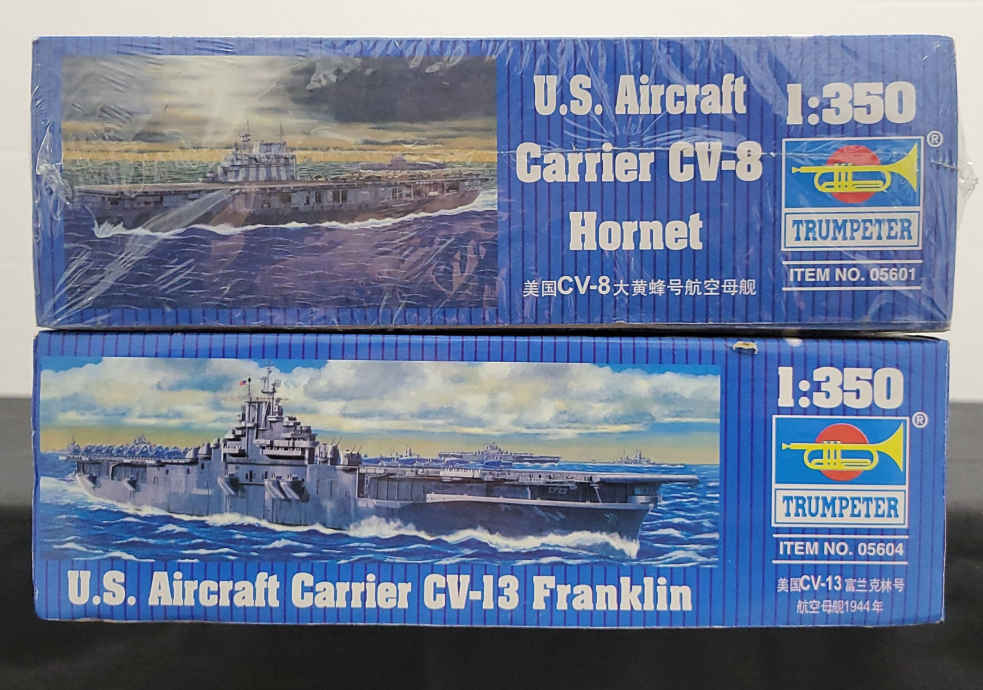 U.S. Aircraft
Carrier CV-8
Hornet
美国CV-8大黄蜂号航空母舰
1:350
®
TRUMPETER
ITEM NO. 05601
U.S. Aircraft Carrier CV-13 Franklin
1:350
®
TRUMPETER
ITEM NO. 05604
美国CV-13富兰克林号
航空母舰1944年